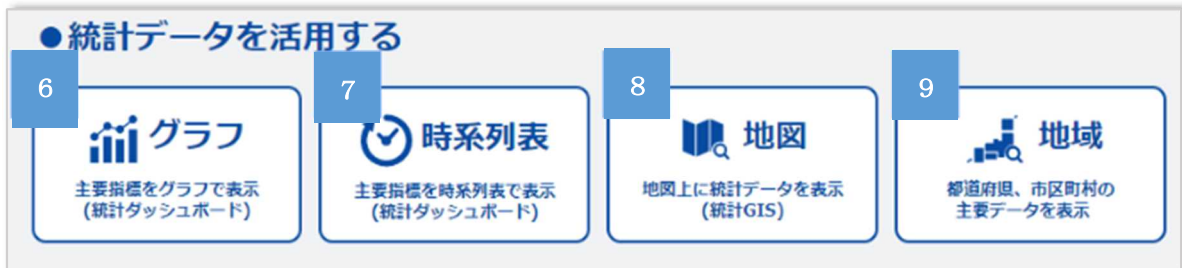 ●統計データを活用する
6
グラフ
主要指標をグラフで表示
(統計ダッシュボード)
7
時系列表
主要指標を時系列表で表示
(統計ダッシュボード)
8
地図
地図上に統計データを表示
(統計GIS)
9
地域
都道府県、市区町村の
主要データを表示